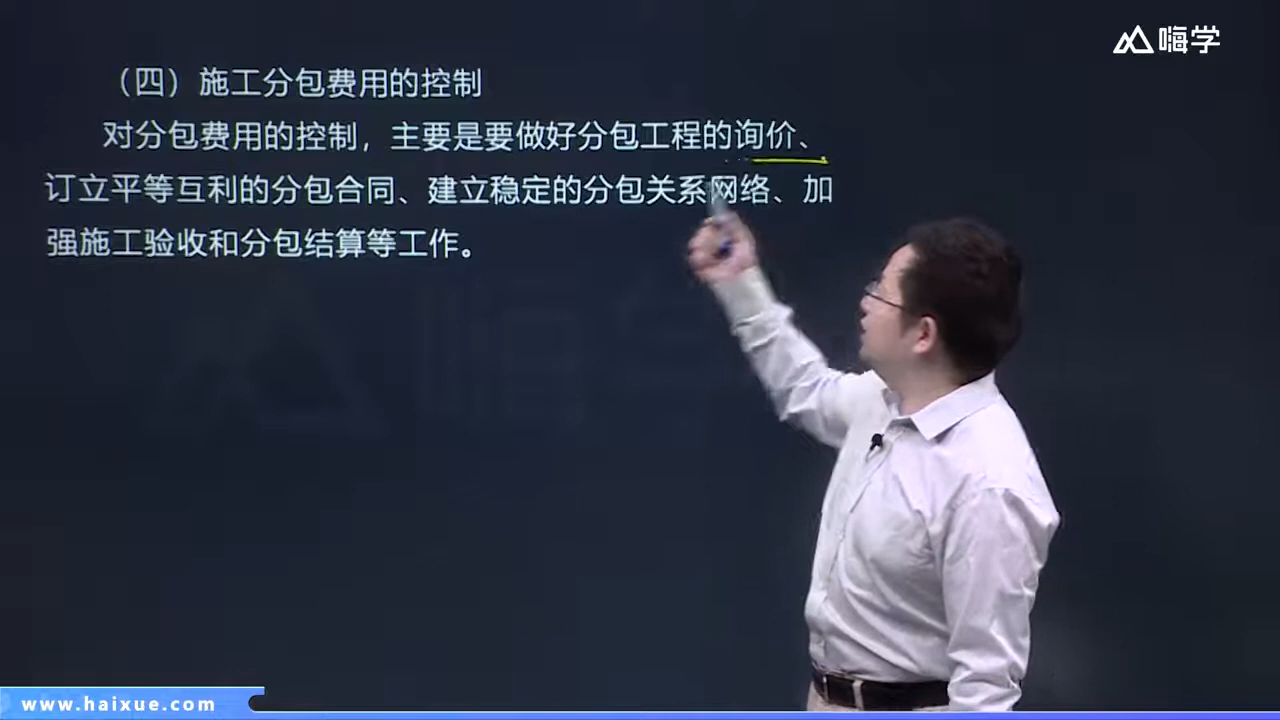 嗨学
（四）施工分包费用的控制
对分包费用的控制，主要是要做好分包工程的询价、
订立平等互利的分包合同、建立稳定的分包关系网络、加
强施工验收和分包结算等工作。
www.haixue.com